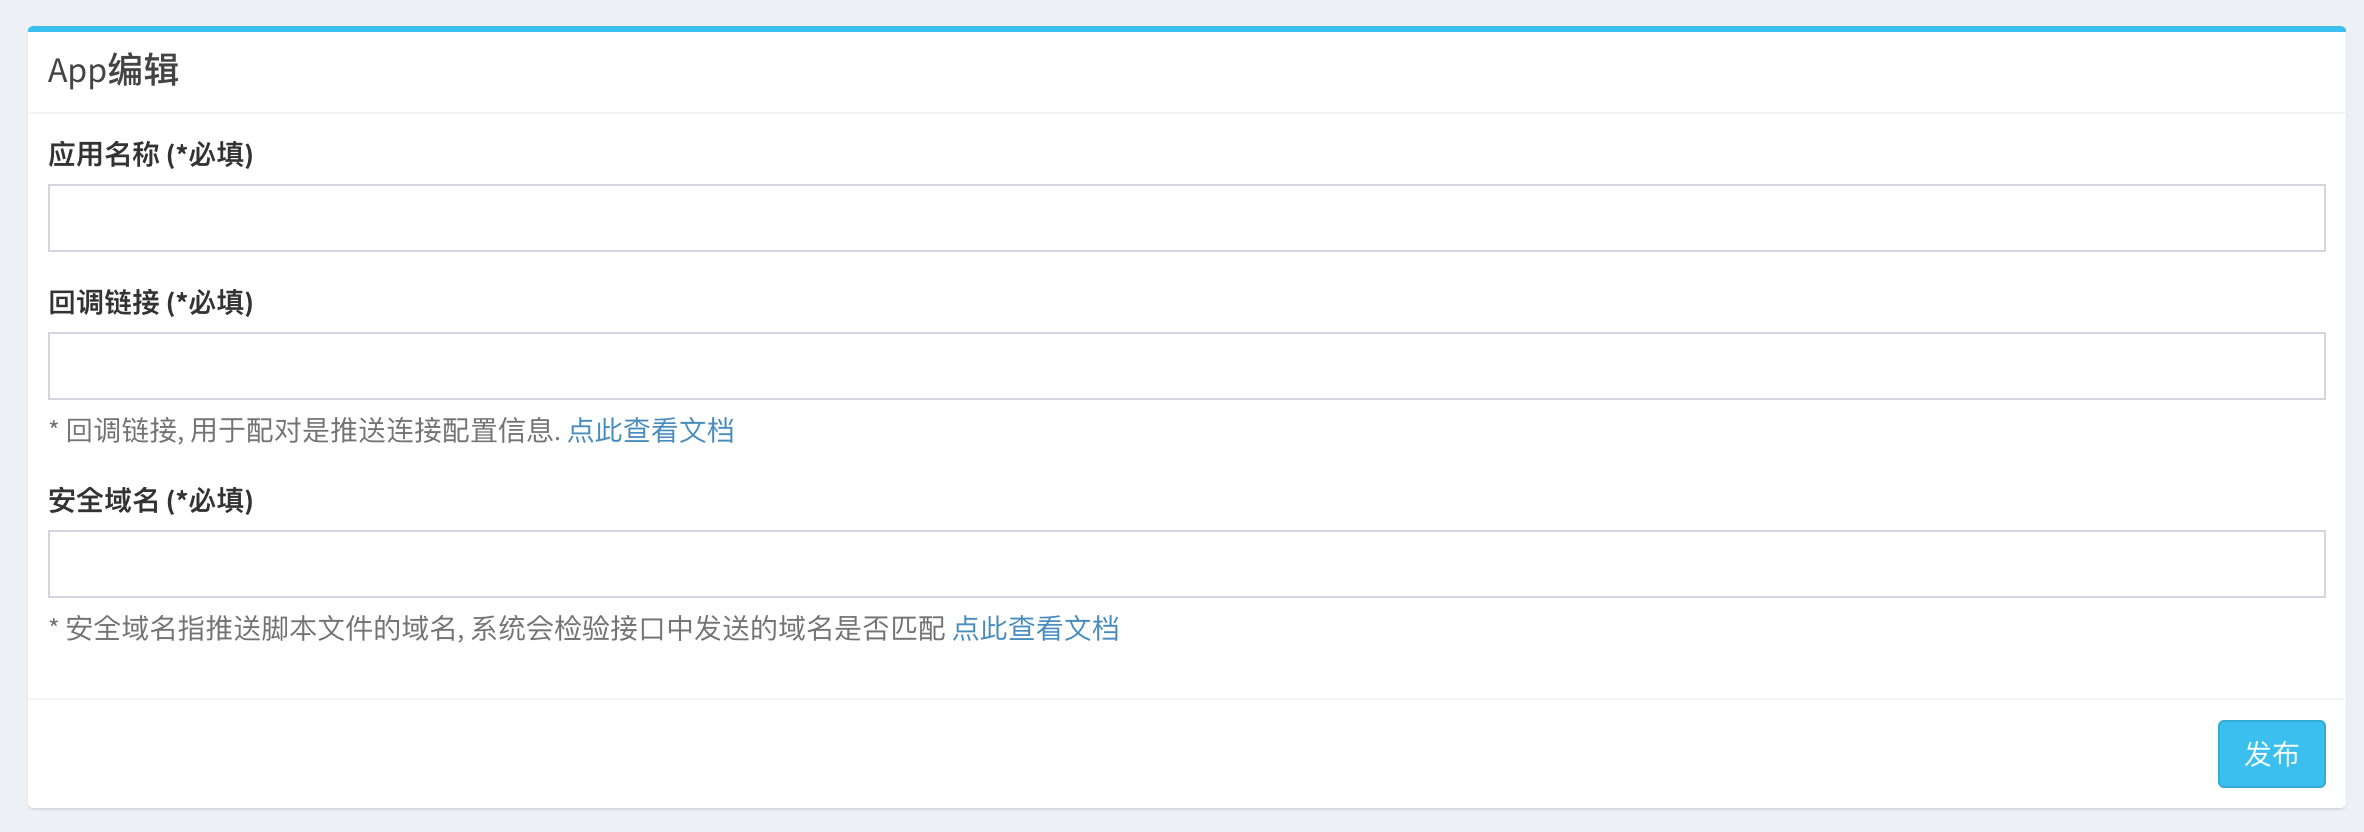 App编辑
应用名称 (*必填)
回调链接 (*必填)
* 回调链接, 用于配对是推送连接配置信息. 点此查看文档
安全域名 (*必填)
* 安全域名指推送脚本文件的域名, 系统会检验接口中发送的域名是否匹配 点此查看文档
发布